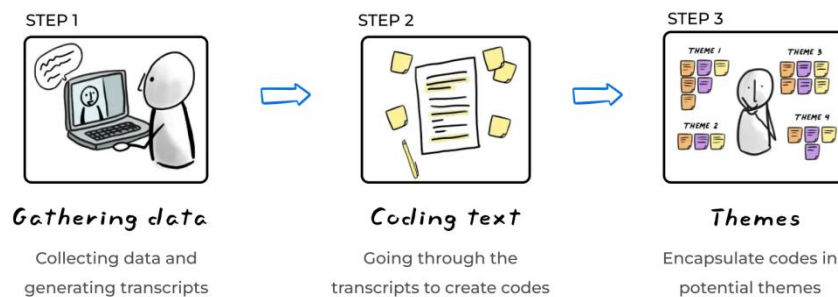 STEP 1
STEP 2
STEP 3
THEME 1
THEME 3
THEME 2
THEME 4
Gathering data
Coding text
Themes
Collecting data and
generating transcripts
Going through the
transcripts to create codes
Encapsulate codes in
potential themes